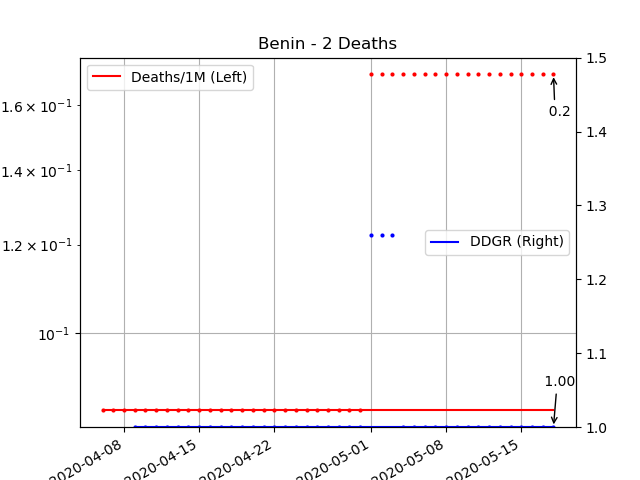 Benin - 2 Deaths
Deaths/1M (Left)
1.6 × 10⁻¹
1.4 × 10⁻¹
1.2 × 10⁻¹
10⁻¹
1.5
1.4
1.3
1.2
1.1
1.0
0.2
DDGR (Right)
1.00
2020-04-08
2020-04-15
2020-04-22
2020-05-01
2020-05-08
2020-05-15